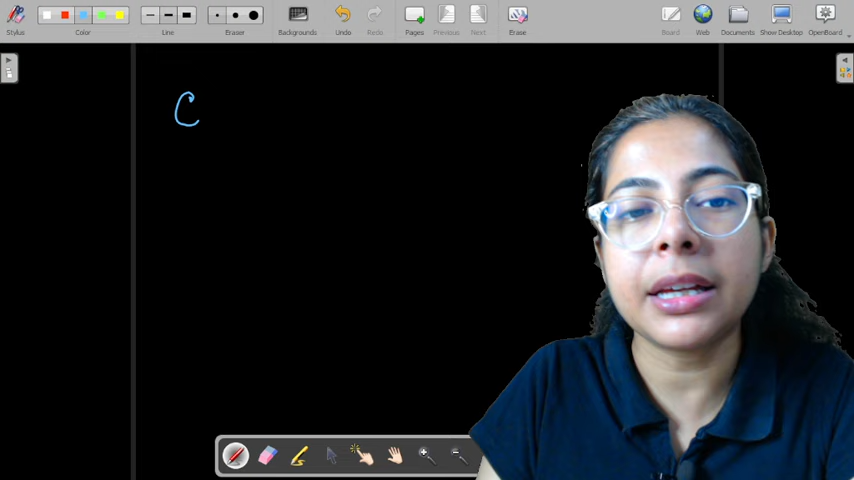 Stylus Color Line Eraser Backgrounds Undo Redo Pages Previous Next Erase Board Web Documents Show Desktop OpenBoard
C